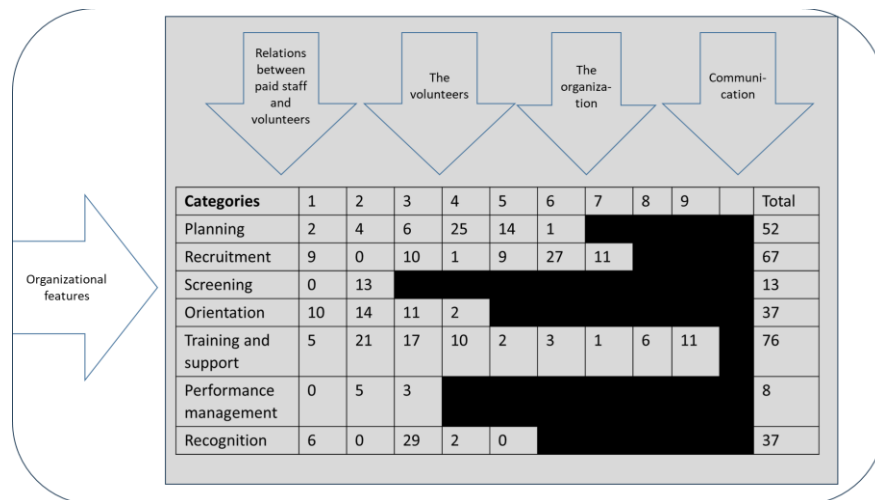 Relations
between
paid staff
and
volunteers
The
volunteers
The
organiza-
tion
Communi-
cation
Organizational
features
Categories 1 2 3 4 5 6 7 8 9 Total
Planning 2 4 6 25 14 1 52
Recruitment 9 0 10 1 9 27 11 67
Screening 0 13 13
Orientation 10 14 11 2 37
Training and
support 5 21 17 10 2 3 1 6 11 76
Performance
management 0 5 3 8
Recognition 6 0 29 2 0 37